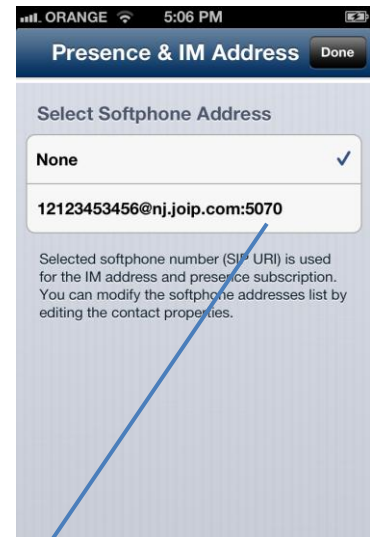 ORANGE 5:06 PM
Presence & IM Address Done
Select Softphone Address
None
12123453456@nj.joip.com:5070
Selected softphone number (SIP URI) is used
for the IM address and presence subscription.
You can modify the softphone addresses list by
editing the contact properties.